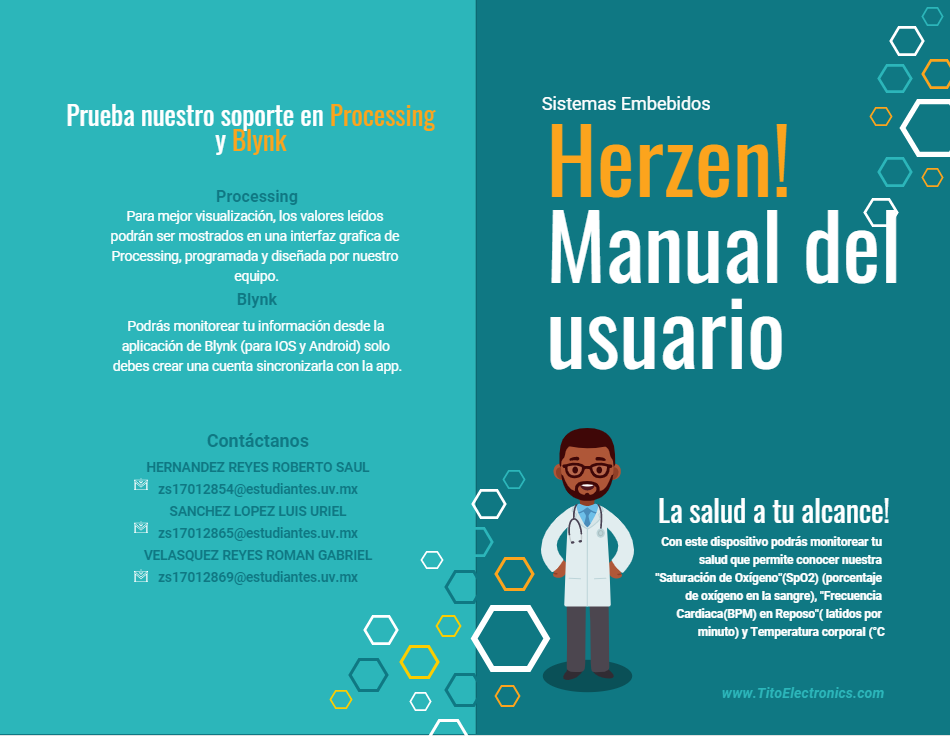 Prueba nuestro soporte en Processing
y Blynk
Processing
Para mejor visualización, los valores leídos
podrán ser mostrados en una interfaz grafica de
Processing, programada y diseñada por nuestro
equipo.
Blynk
Podrás monitorear tu información desde la
aplicación de Blynk (para IOS y Android) solo
debes crear una cuenta sincronizarla con la app.
Contáctanos
HERNANDEZ REYES ROBERTO SAUL
zs17012854@estudiantes.uv.mx
SANCHEZ LOPEZ LUIS URIEL
zs17012865@estudiantes.uv.mx
VELASQUEZ REYES ROMAN GABRIEL
zs17012869@estudiantes.uv.mx
Sistemas Embebidos
Herzen!
Manual del
usuario
La salud a tu alcance!
Con este dispositivo podrás monitorear tu
salud que permite conocer nuestra
"Saturación de Oxígeno"(SpO2) (porcentaje
de oxígeno en la sangre), "Frecuencia
Cardiaca(BPM) en Reposo"( latidos por
minuto) y Temperatura corporal (°C
www.TitoElectronics.com